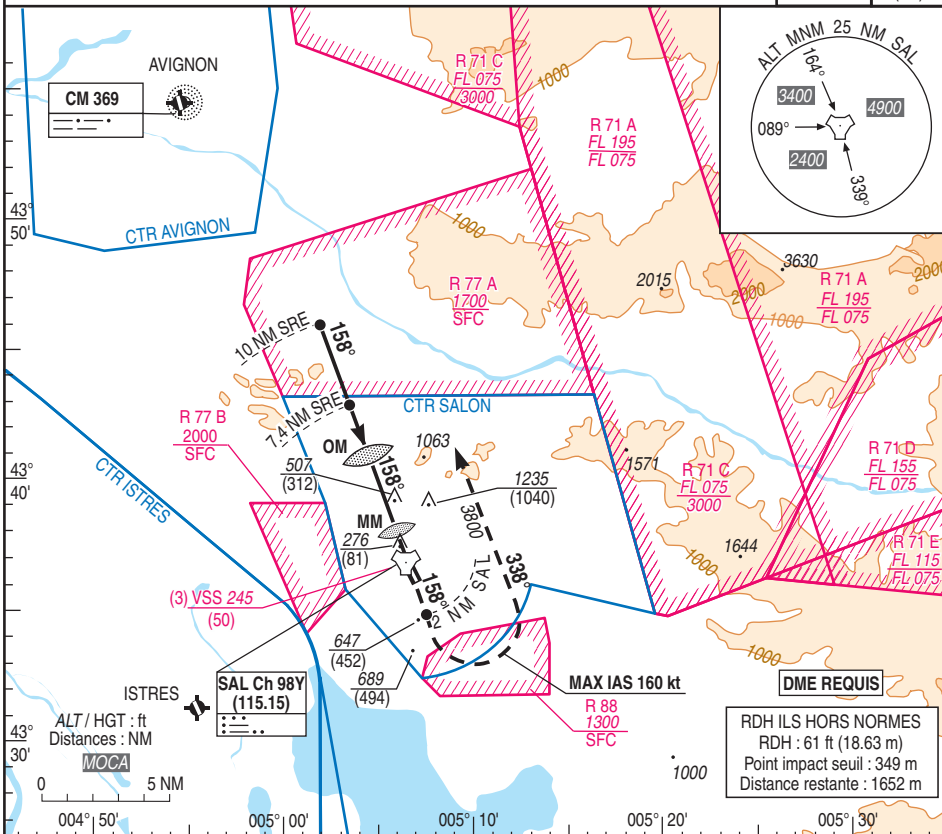 ALT MNM 25 NM SAL
164°
3400
4900
089°
2400
339°
AVIGNON
CM 369
R 71 C
FL 075
3000
1000
R 71 A
FL 195
FL 075
43°
50'
CTR AVIGNON
1000
R 77 A
1700
SFC
2015
3630
2000
2000
1000
R 71 A
FL 195
FL 075
10 NM SRE
158°
7.4 NM SRE
CTR SALON
R 77 B
2000
SFC
OM
1063
158°
507
(312)
1235
(1040)
1571
R 71 C
FL 075
3000
R 71 D
FL 155
FL 075
43°
40'
CTR ISTRES
MM
276
(81)
3800
338°
1644
1000
R 71 E
FL 115
FL 075
(3) VSS 245
(50)
158°
2 NM SAL
647
(452)
689
(494)
1000
SAL Ch 98Y
(115.15)
ISTRES
MAX IAS 160 kt
R 88
1300
SFC
DME REQUIS
ALT / HGT : ft
Distances : NM
MOCA
0 5 NM
43°
30'
1000
RDH ILS HORS NORMES
RDH : 61 ft (18.63 m)
Point impact seuil : 349 m
Distance restante : 1652 m
004°50'
005°00'
005°10'
005°20'
005°30'